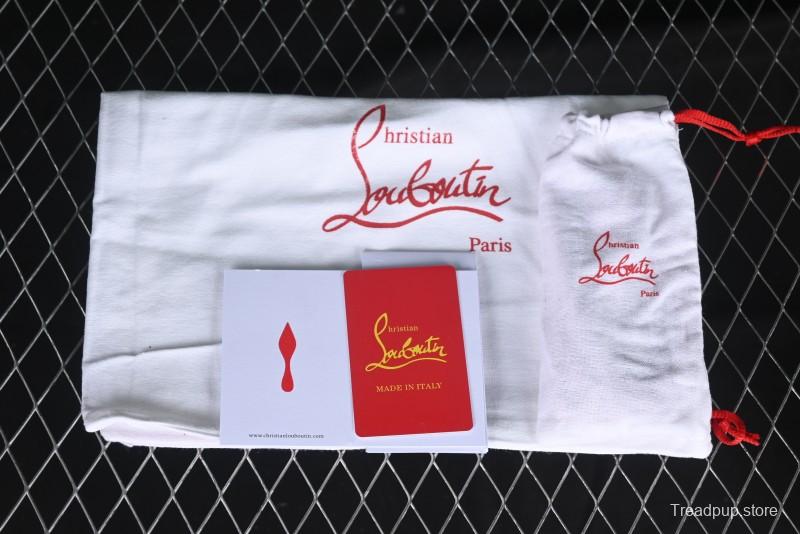 Christian
Louboutin
Paris
Christian
Louboutin
Paris
Christian
Louboutin
MADE IN ITALY
www.christianlouboutin.com
Treadpup.store